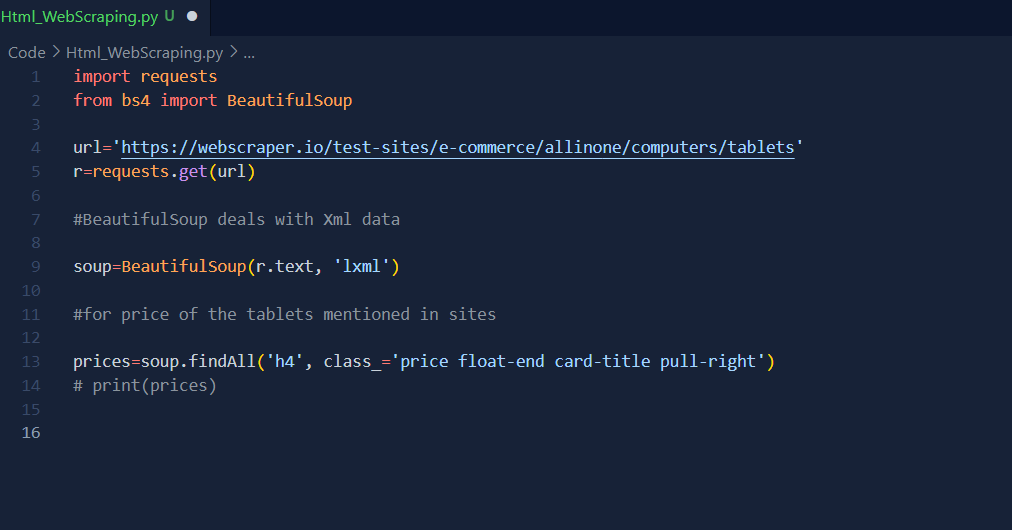 Html_WebScraping.py U ●
Code > Html_WebScraping.py > ...
1 import requests
2 from bs4 import BeautifulSoup
3
4 url='https://webscraper.io/test-sites/e-commerce/allinone/computers/tablets'
5 r=requests.get(url)
6
7 #BeautifulSoup deals with Xml data
8
9 soup=BeautifulSoup(r.text, 'lxml')
10
11 #for price of the tablets mentioned in sites
12
13 prices=soup.findAll('h4', class_='price float-end card-title pull-right')
14 # print(prices)
15
16